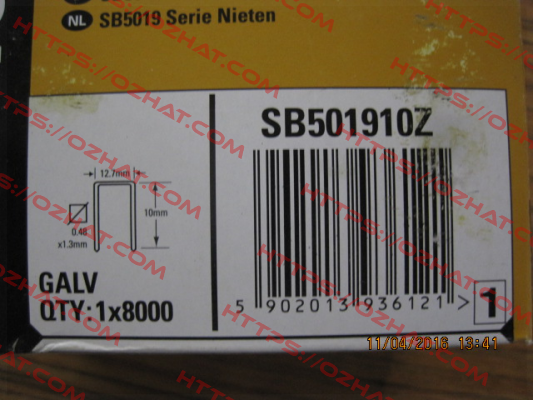 NL SB5019 Serie Nieten
SB501910Z
12.7mm
10mm
0.48
x1.3mm
GALV
QTY:1x8000
5 902013 936121 >
1
11/04/2016 13:41
HTTPS://OZHAT.COM